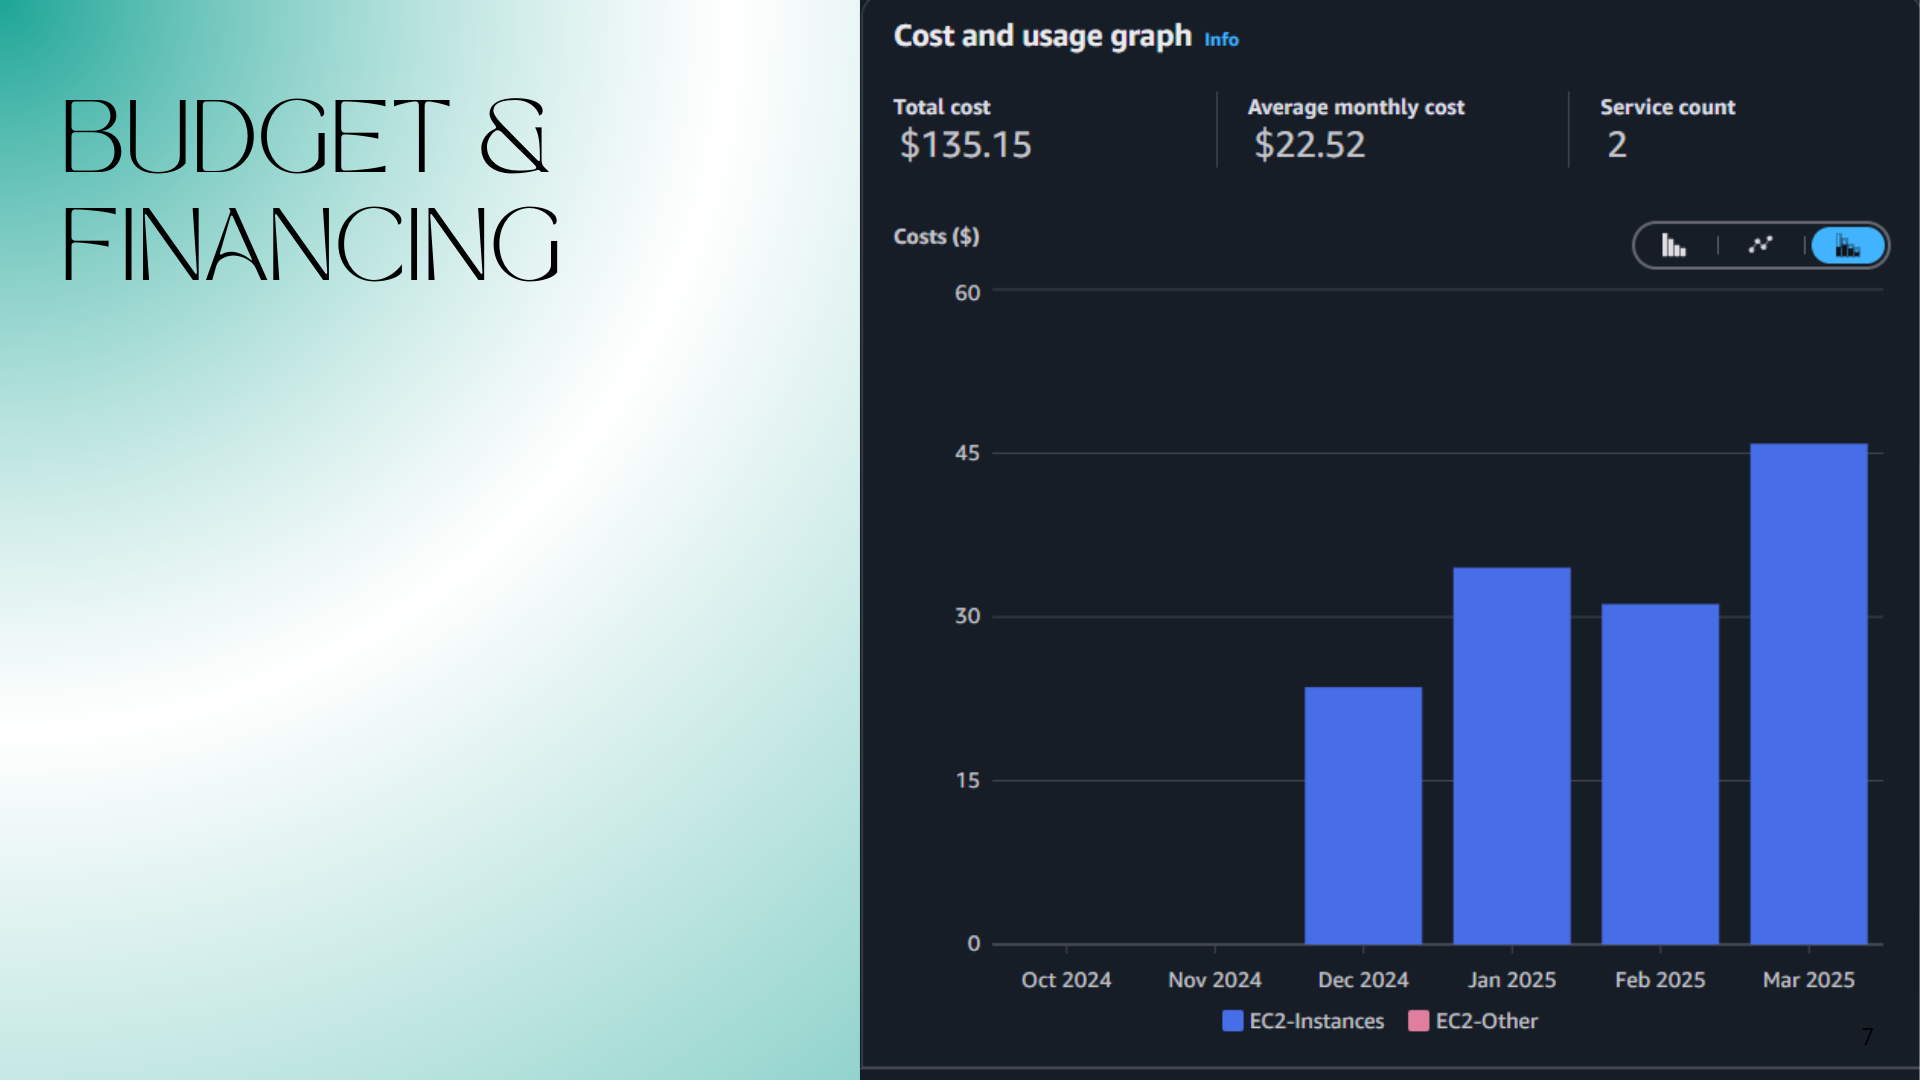 BUDGET &
FINANCING
Cost and usage graph Info
Total cost
$135.15
Average monthly cost
$22.52
Service count
2
Costs ($)
60
45
30
15
0
Oct 2024 Nov 2024 Dec 2024 Jan 2025 Feb 2025 Mar 2025
EC2-Instances EC2-Other
7